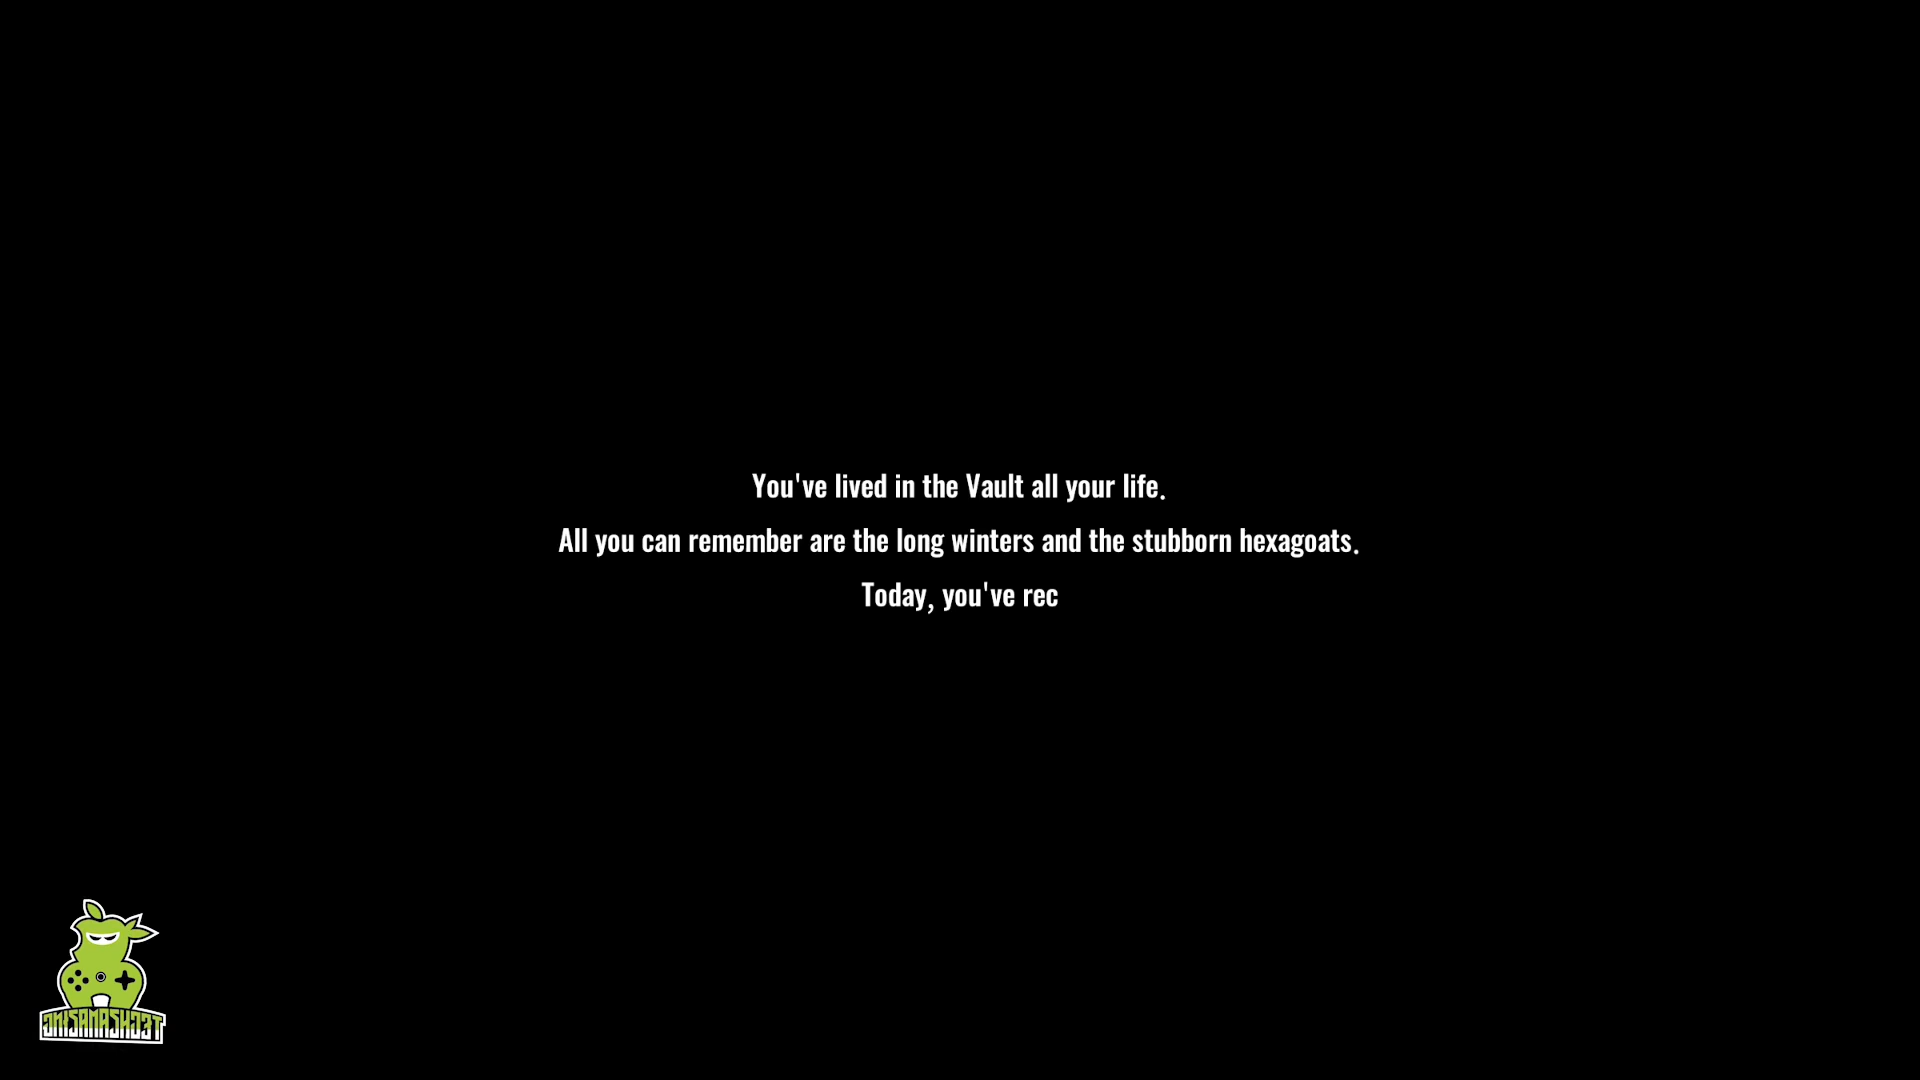 You've lived in the Vault all your life.
All you can remember are the long winters and the stubborn hexagoats.
Today, you've rec